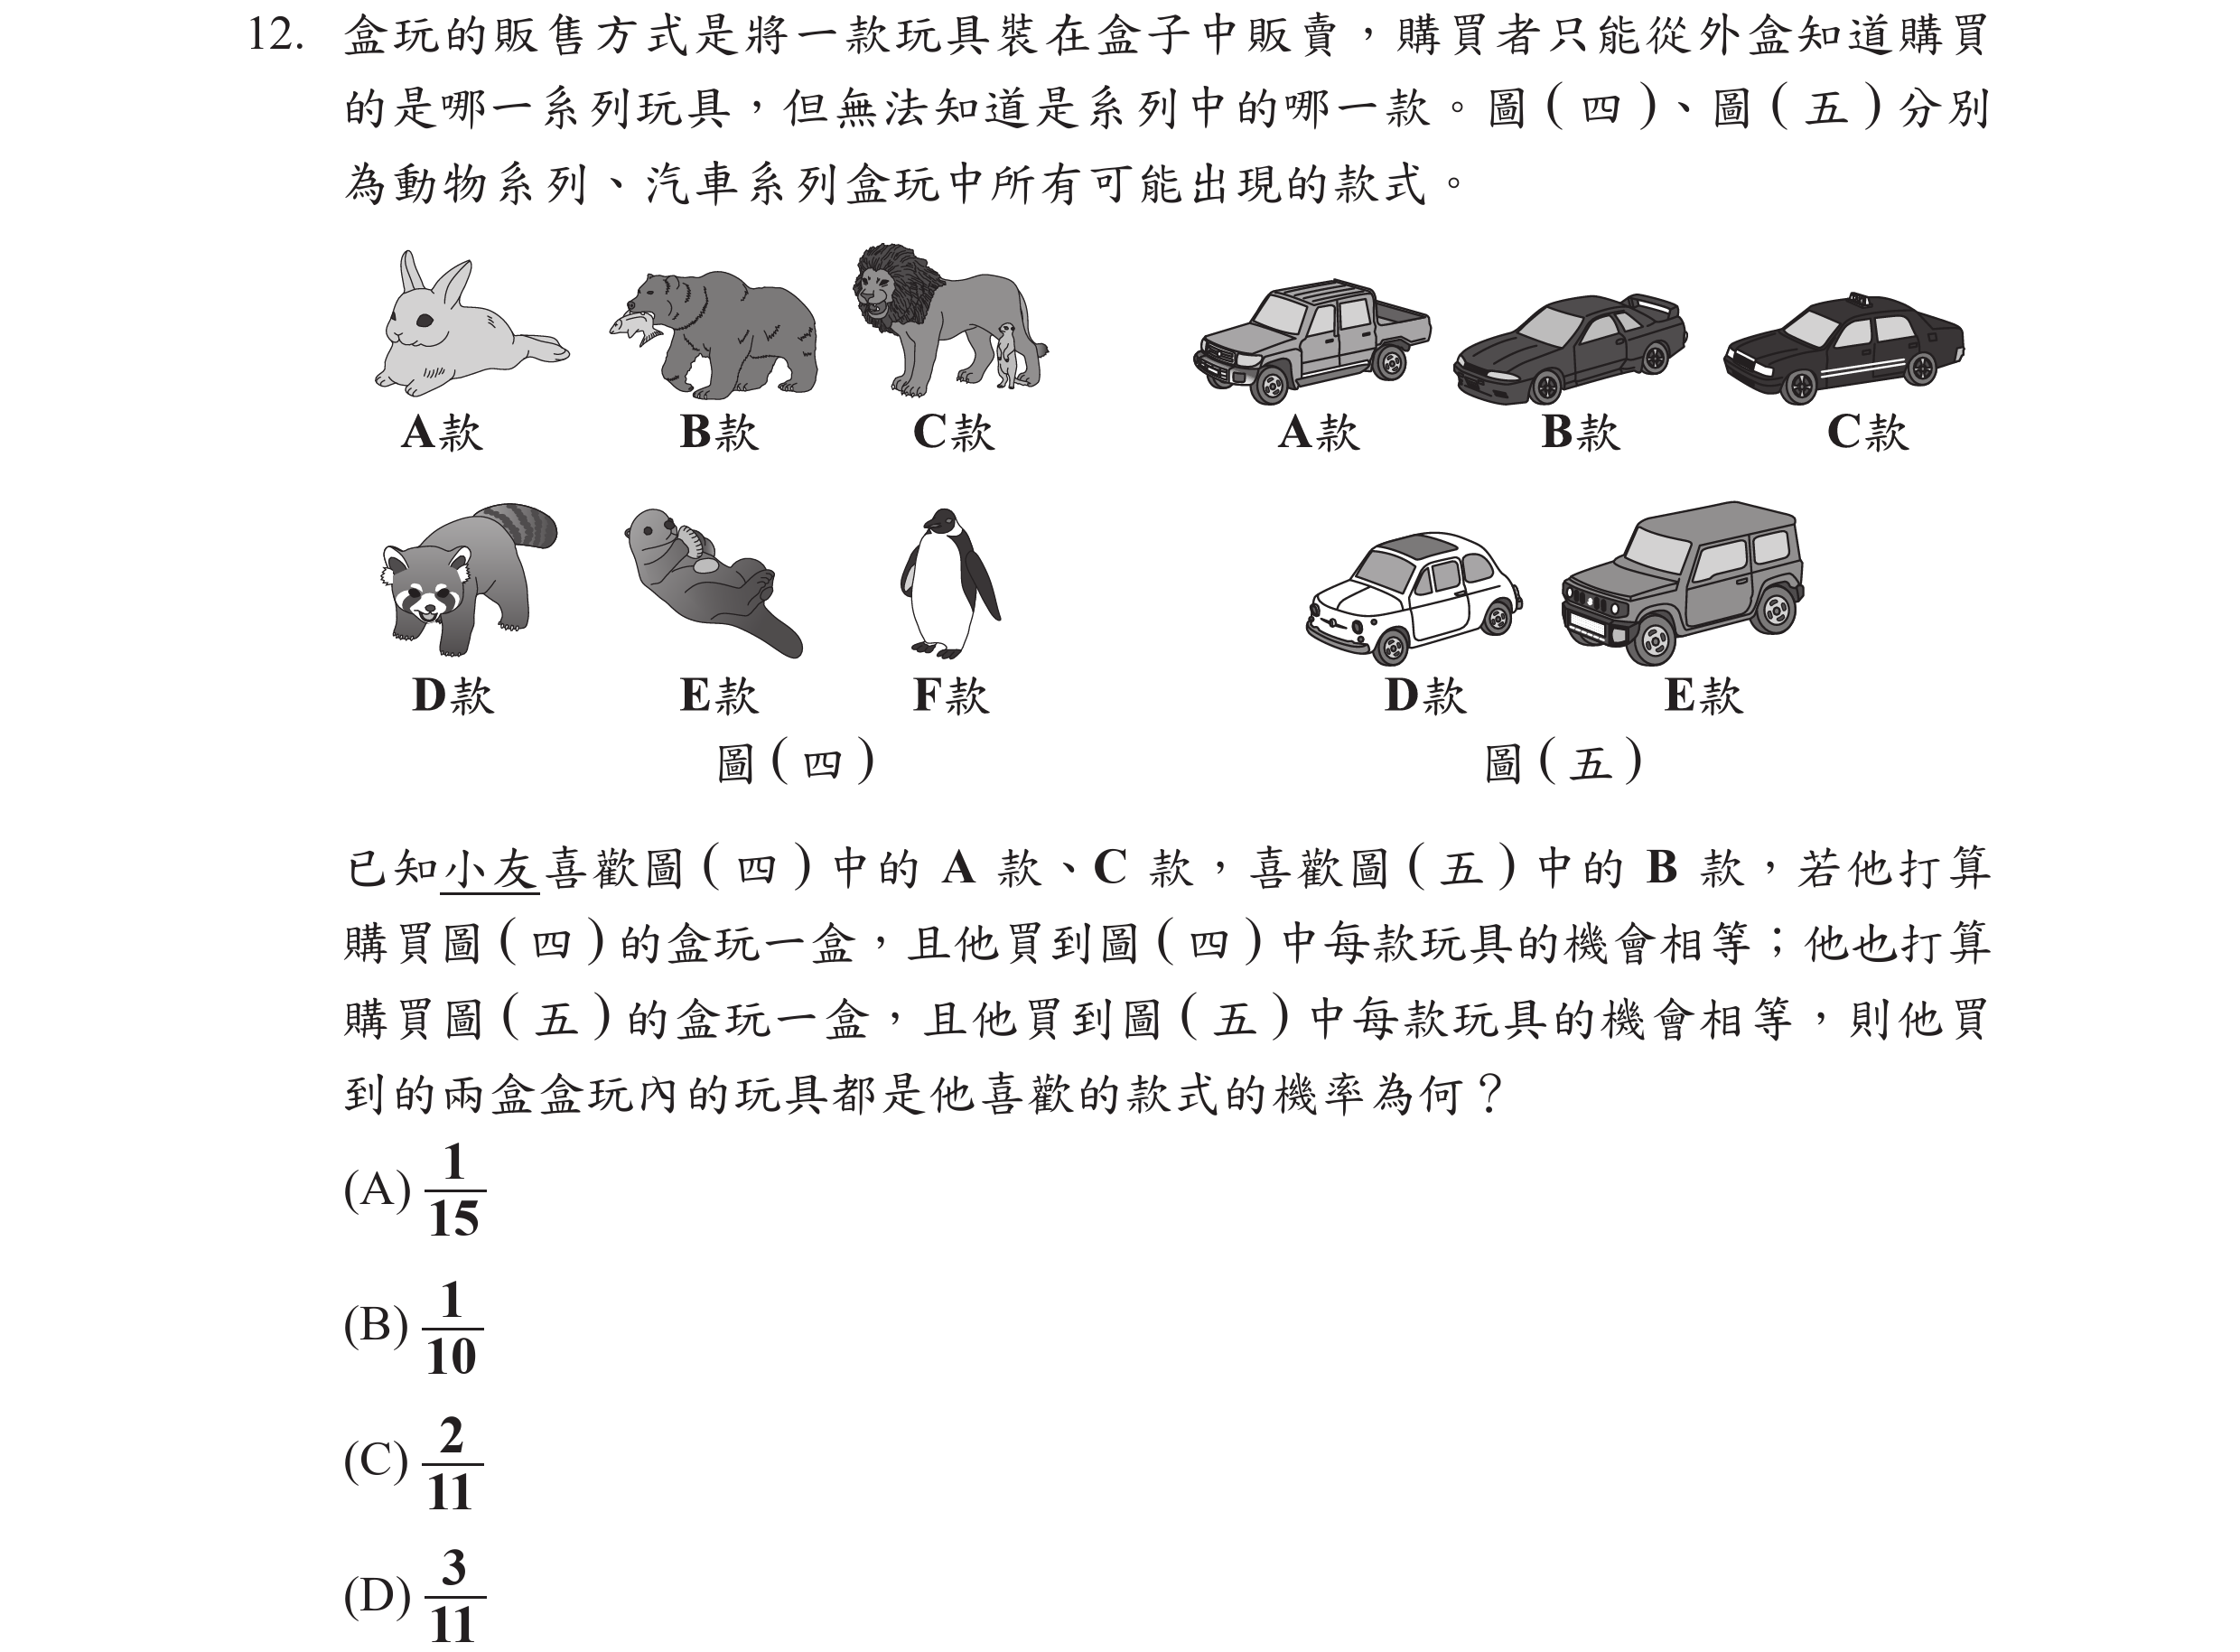 12. 盒玩的販售方式是將一款玩具裝在盒子中販賣，購買者只能從外盒知道購買
的是哪一系列玩具，但無法知道是系列中的哪一款。圖(四)、圖(五)分別
為動物系列、汽車系列盒玩中所有可能出現的款式。
A款 B款 C款 A款 B款 C款
D款 E款 F款 D款 E款
圖(四) 圖(五)
已知小友喜歡圖(四)中的 A 款、C 款，喜歡圖(五)中的 B 款，若他打算
購買圖(四)的盒玩一盒，且他買到圖(四)中每款玩具的機會相等；他也打算
購買圖(五)的盒玩一盒，且他買到圖(五)中每款玩具的機會相等，則他買
到的兩盒盒玩內的玩具都是他喜歡的款式的機率為何？
(A) 1/15
(B) 1/10
(C) 2/11
(D) 3/11